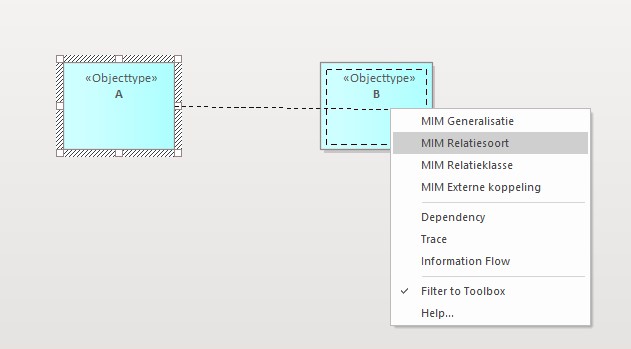 «Objecttype»
A
«Objecttype»
B
MIM Generalisatie
MIM Relatiesoort
MIM Relatieklasse
MIM Externe koppeling
Dependency
Trace
Information Flow
Filter to Toolbox
Help...